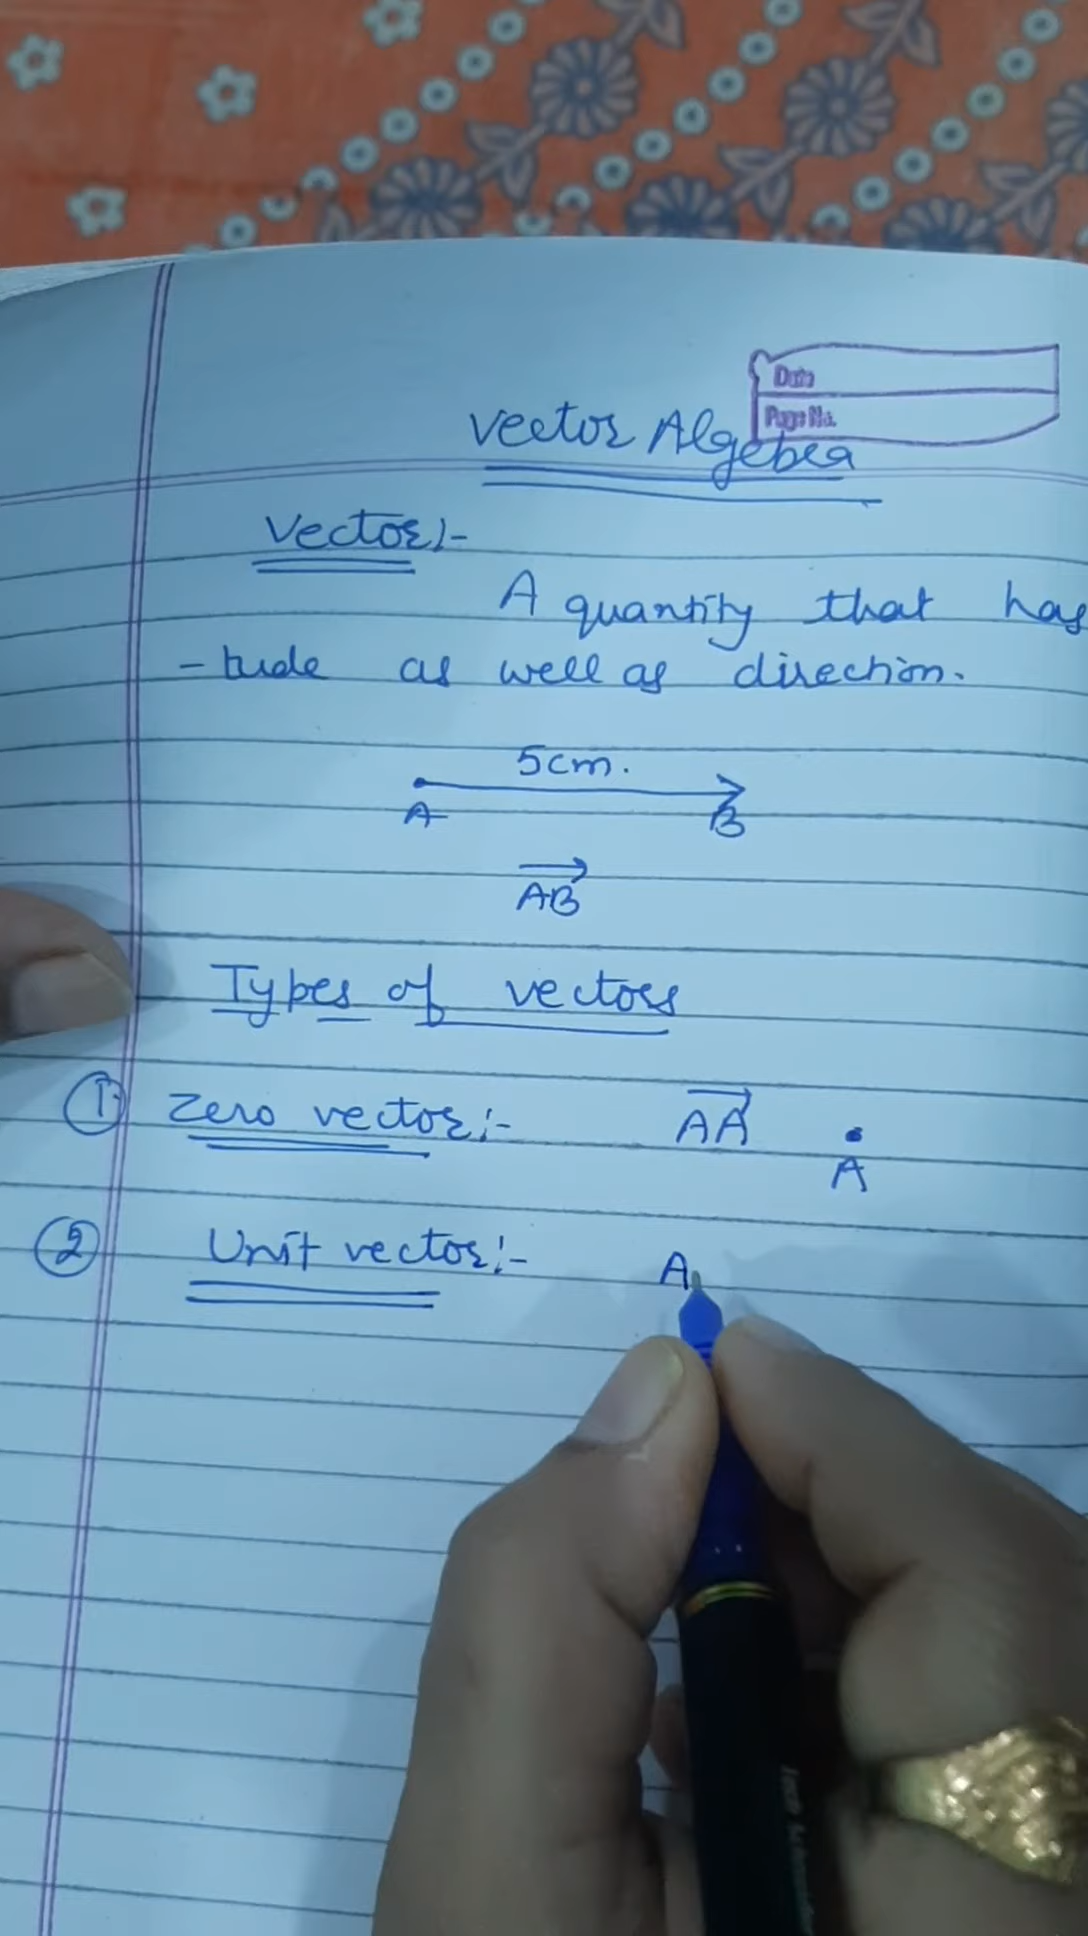 Date
Page No.
Vector Algebra
Vector:-
A quantity that has
-tude as well as direction.
5cm.
A B
AB
Types of vectors
① Zero vector:- AA
A
② Unit vector:- A